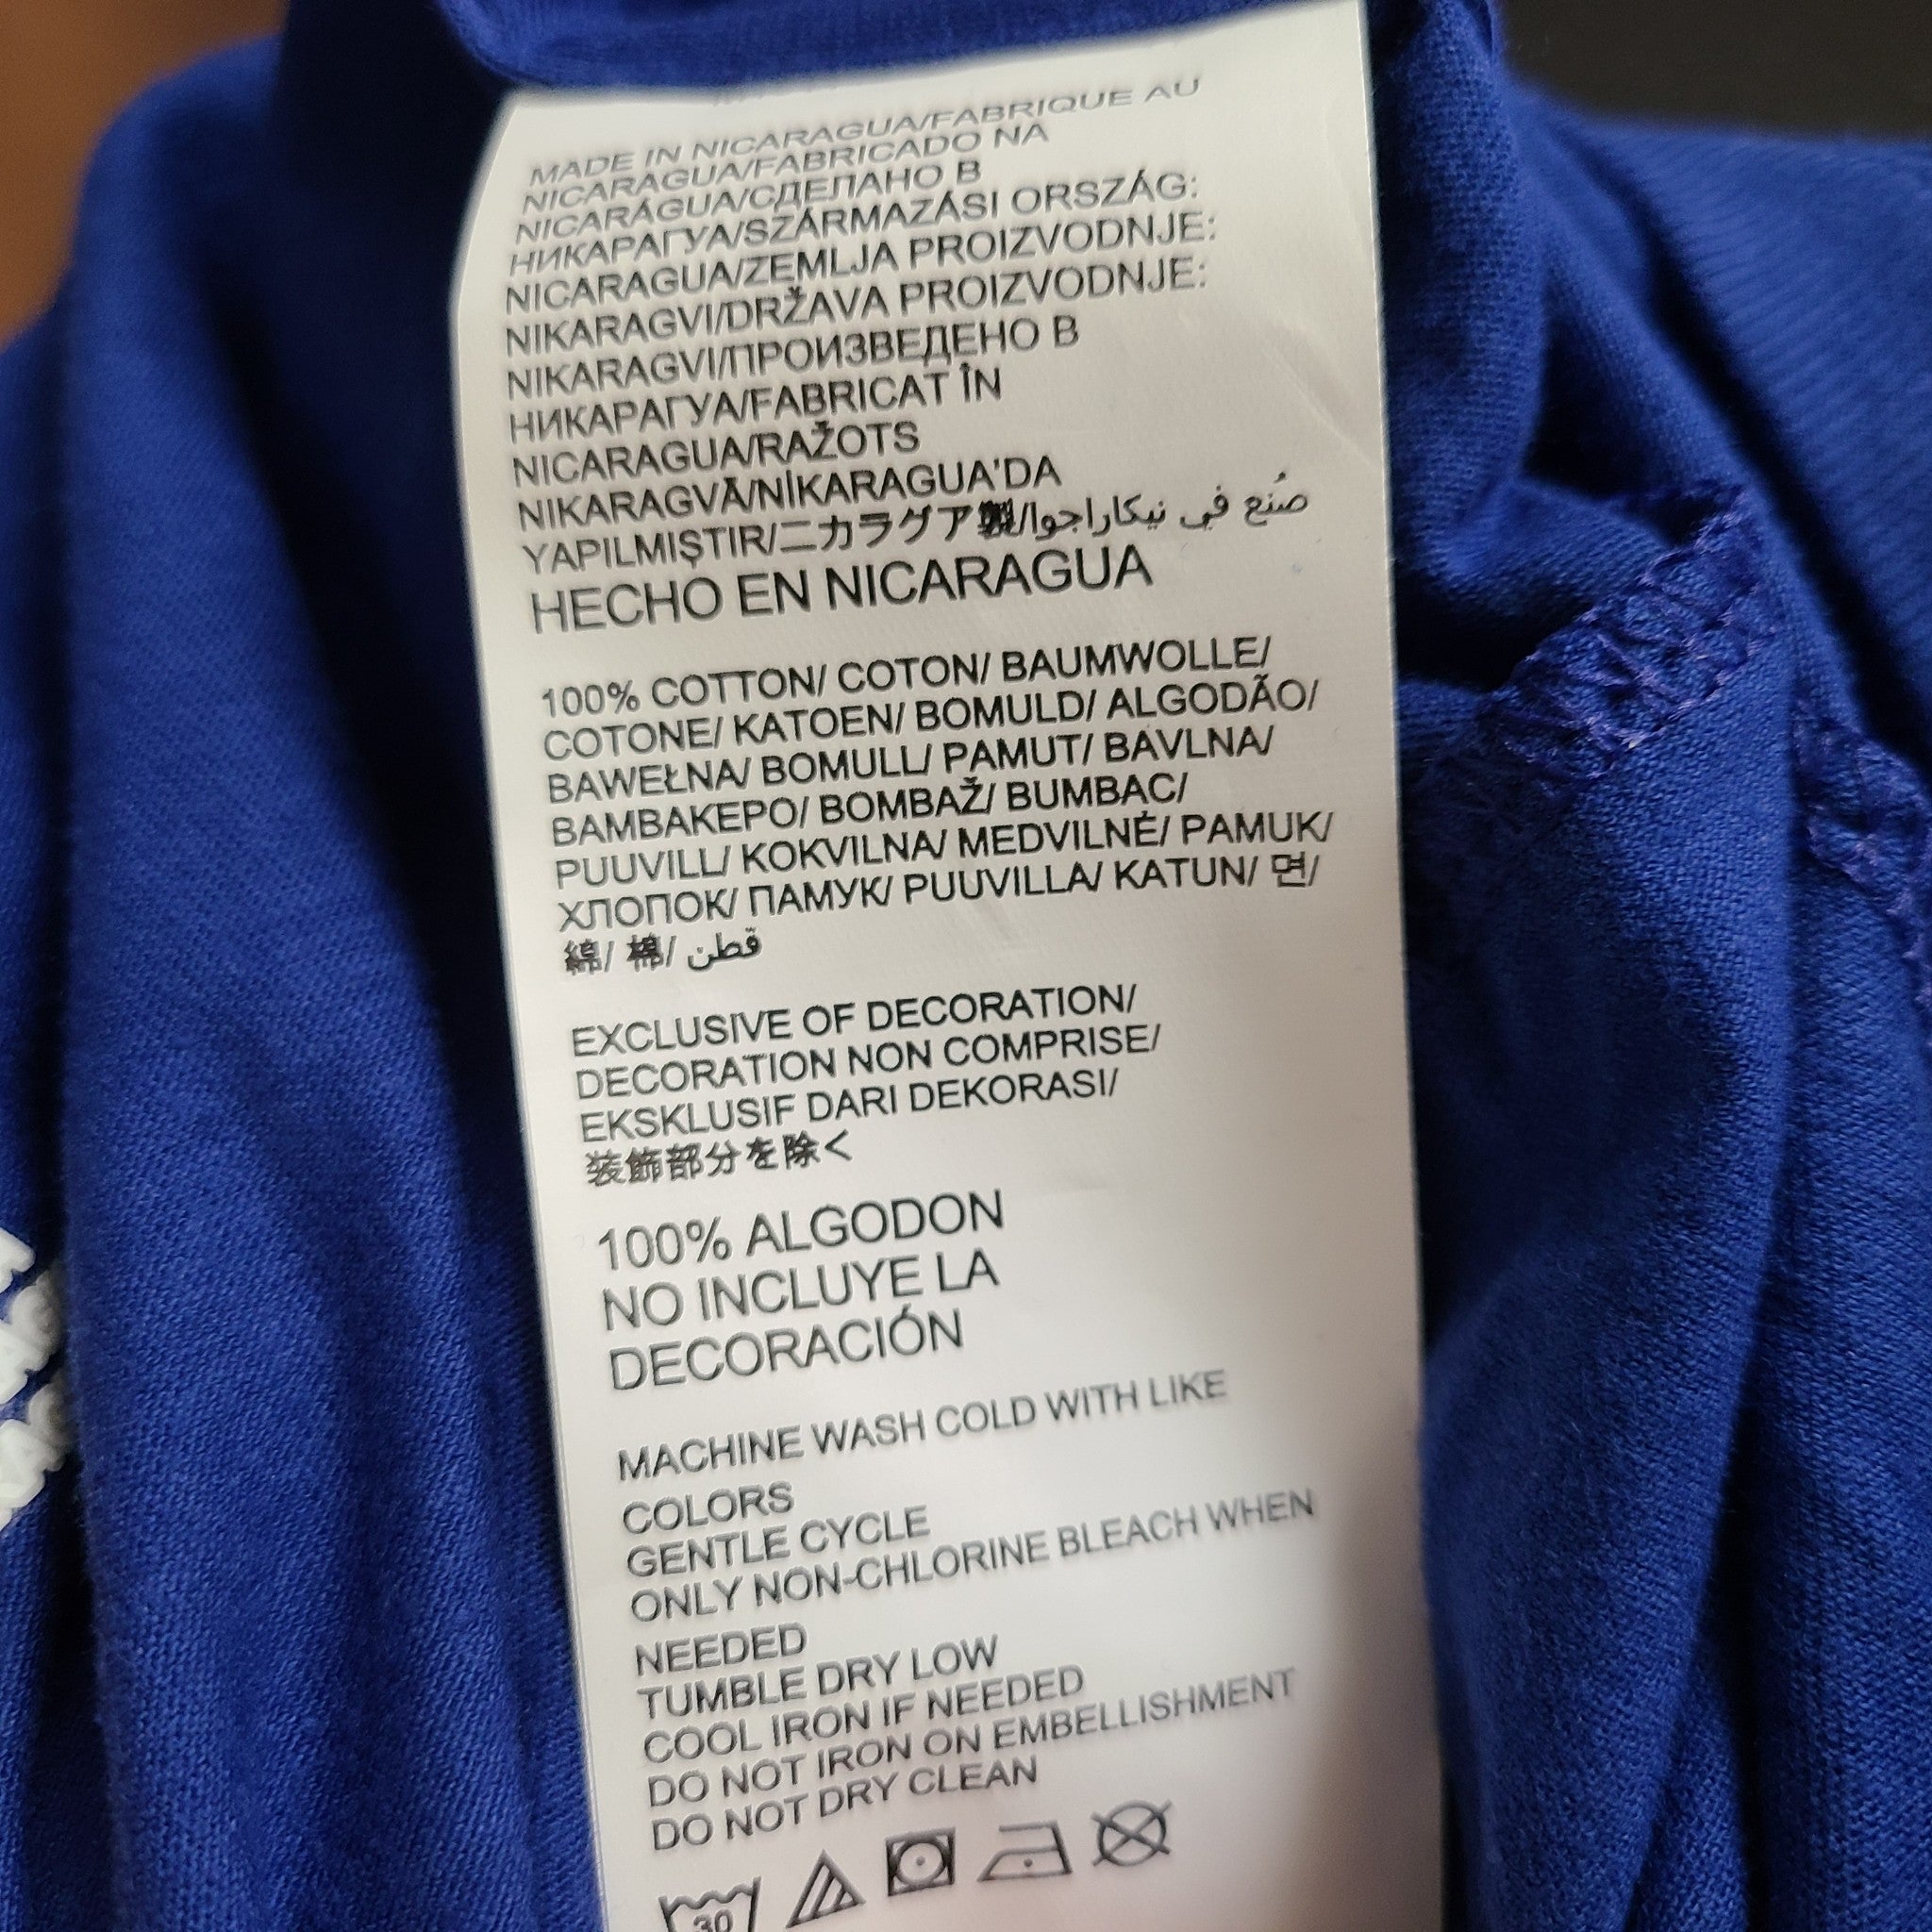 MADE IN NICARAGUA/FABRIQUE AU
NICARAGUA/FABRICADO NA
NICARÁGUA/СДЕЛАНО В
НИКАРАГУА/SZÁRMAZÁSI ORSZÁG:
NICARAGUA/ZEMLJA PROIZVODNJE:
NIKARAGVI/DRŽAVA PROIZVODNJE:
NIKARAGVI/ПРОИЗВЕДЕНО В
НИКАРАГУА/FABRICAT ÎN
NICARAGUA/RAŽOTS
NIKARAGVĀ/NİKARAGUA'DA
YAPILMIŞTIR/ニカラグア製/صُنع في نيكاراجوا
HECHO EN NICARAGUA
100% COTTON/ COTON/ BAUMWOLLE/
COTONE/ KATOEN/ BOMULD/ ALGODÃO/
BAWEŁNA/ BOMULL/ PAMUT/ BAVLNA/
BAMBAKEPO/ BOMBAŽ/ BUMBAC/
PUUVILL/ KOKVILNA/ MEDVILNĖ/ PAMUK/
ХЛОПОК/ ПАМУК/ PUUVILLA/ KATUN/ 면/
綿/ 棉/ قطن
EXCLUSIVE OF DECORATION/
DECORATION NON COMPRISE/
EKSKLUSIF DARI DEKORASI/
装飾部分を除く
100% ALGODON
NO INCLUYE LA
DECORACIÓN
MACHINE WASH COLD WITH LIKE
COLORS
GENTLE CYCLE
ONLY NON-CHLORINE BLEACH WHEN
NEEDED
TUMBLE DRY LOW
COOL IRON IF NEEDED
DO NOT IRON ON EMBELLISHMENT
DO NOT DRY CLEAN
30